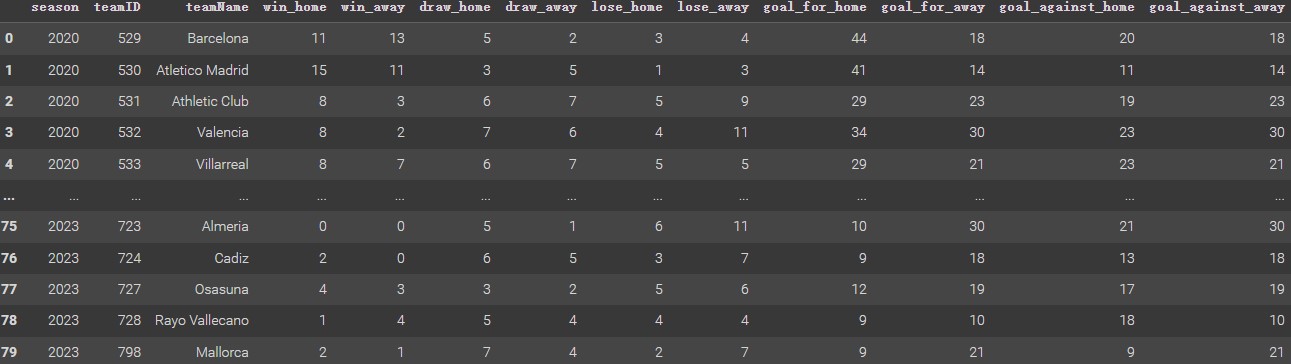 season teamID teamName win_home win_away draw_home draw_away lose_home lose_away goal_for_home goal_for_away goal_against_home goal_against_away
0 2020 529 Barcelona 11 13 5 2 3 4 44 18 20 18
1 2020 530 Atletico Madrid 15 11 3 5 1 3 41 14 11 14
2 2020 531 Athletic Club 8 3 6 7 5 9 29 23 19 23
3 2020 532 Valencia 8 2 7 6 4 11 34 30 23 30
4 2020 533 Villarreal 8 7 6 7 5 5 29 21 23 21
... ... ... ... ... ... ... ... ... ... ... ... ... ...
75 2023 723 Almeria 0 0 5 1 6 11 10 30 21 30
76 2023 724 Cadiz 2 0 6 5 3 7 9 18 13 18
77 2023 727 Osasuna 4 3 3 2 5 6 12 19 17 19
78 2023 728 Rayo Vallecano 1 4 5 4 4 4 9 10 18 10
79 2023 798 Mallorca 2 1 7 4 2 7 9 21 9 21